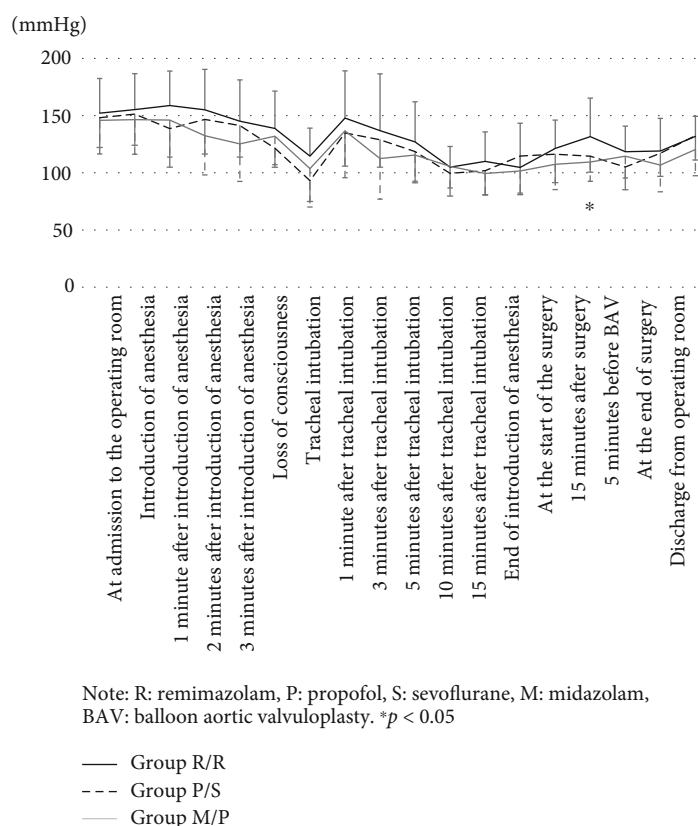 (mmHg)
200
150
100
50
0
*
At admission to the operating room
Introduction of anesthesia
1 minute after introduction of anesthesia
2 minutes after introduction of anesthesia
3 minutes after introduction of anesthesia
Loss of consciousness
Tracheal intubation
1 minute after tracheal intubation
3 minutes after tracheal intubation
5 minutes after tracheal intubation
10 minutes after tracheal intubation
15 minutes after tracheal intubation
End of introduction anesthesia
At the start of the surgery
15 minutes after surgery
5 minutes before BAV
At the end of surgery
Discharge from operating room
Note: R: remimazolam, P: propofol, S: sevoflurane, M: midazolam,
BAV: balloon aortic valvuloplasty. *p < 0.05
Group R/R
Group P/S
Group M/P